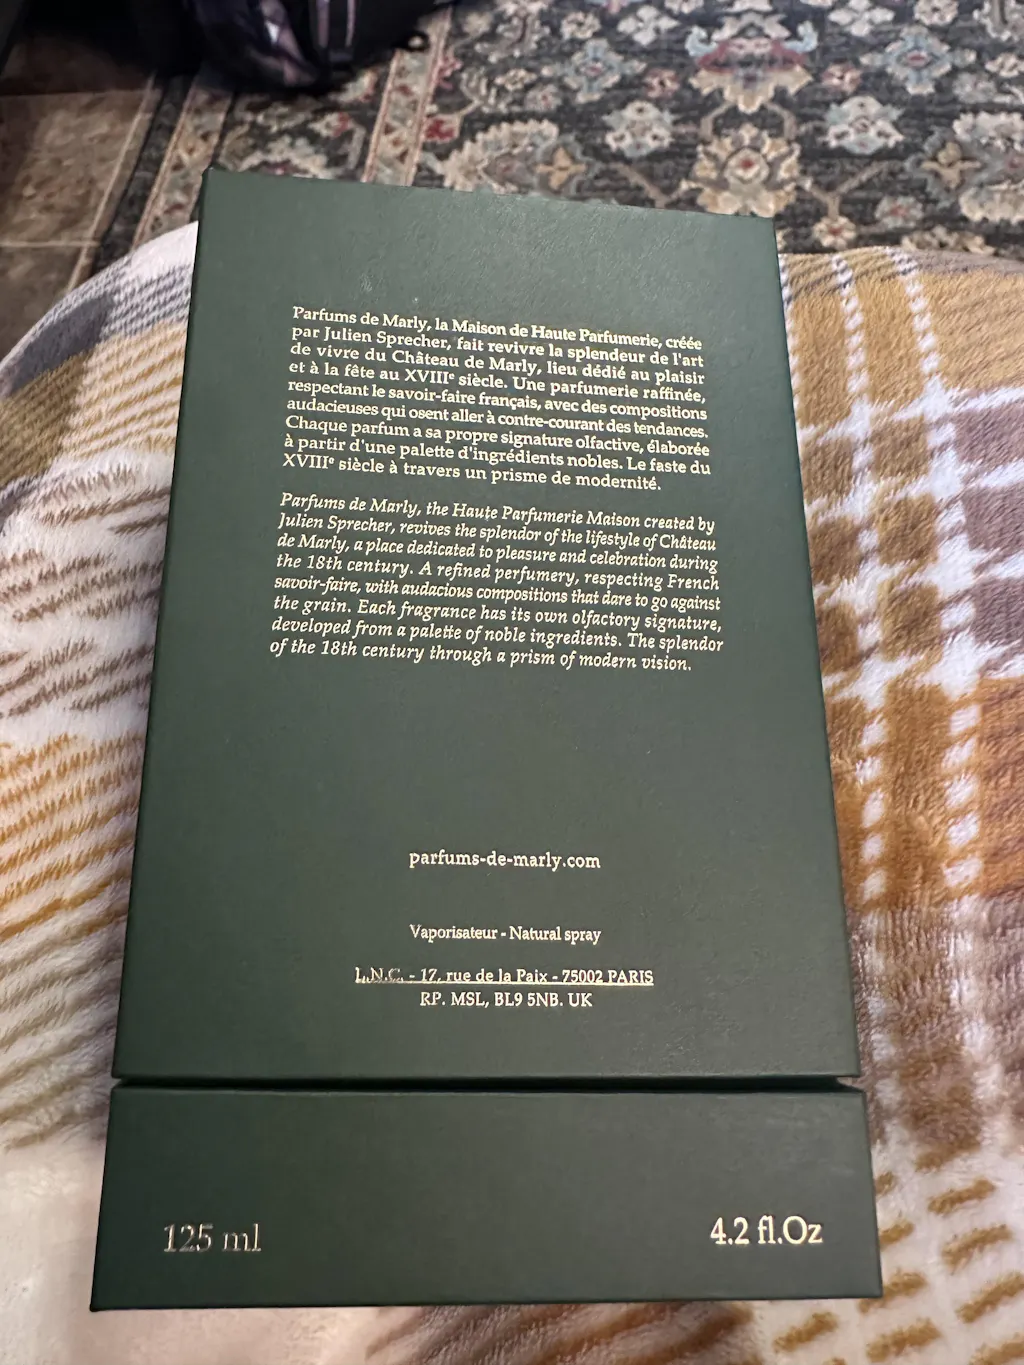 Parfums de Marly, la Maison de Haute Parfumerie, créée
par Julien Sprecher, fait revivre la splendeur de l'art
de vivre du Château de Marly, lieu dédié au plaisir
et à la fête au XVIIIᵉ siècle. Une parfumerie raffinée,
respectant le savoir-faire français, avec des compositions
audacieuses qui osent aller à contre-courant des tendances.
Chaque parfum a sa propre signature olfactive, élaborée
à partir d'une palette d'ingrédients nobles. Le faste du
XVIIIᵉ siècle à travers un prisme de modernité.
Parfums de Marly, the Haute Parfumerie Maison created by
Julien Sprecher, revives the splendor of the lifestyle of Château
de Marly, a place dedicated to pleasure and celebration during
the 18th century. A refined perfumery, respecting French
savoir-faire, with audacious compositions that dare to go against
the grain. Each fragrance has its own olfactory signature,
developed from a palette of noble ingredients. The splendor
of the 18th century through a prism of modern vision.
parfums-de-marly.com
Vaporisateur - Natural spray
L.N.C. - 17, rue de la Paix - 75002 PARIS
RP. MSL, BL9 5NB. UK
125 ml
4.2 fl.Oz